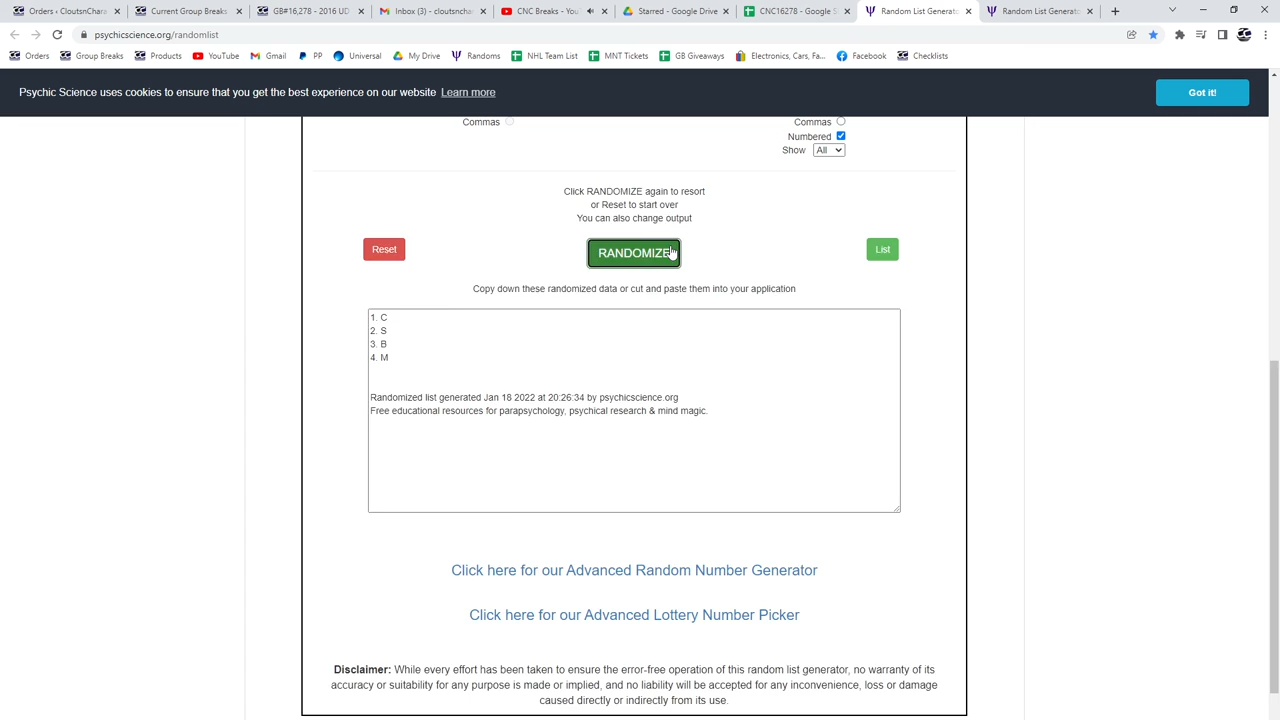 Orders ‹ CloutsnChara
Current Group Breaks
GB#16,278 - 2016 UD
Inbox (3) - cloutsnchar
CNC Breaks - You
Starred - Google Drive
CNC16278 - Google S
Random List Generator
Random List Generator
psychicscience.org/randomlist
Orders
Group Breaks
Products
YouTube
Gmail
PP
Universal
My Drive
Randoms
NHL Team List
MNT Tickets
GB Giveaways
Electronics, Cars, Fa...
Facebook
Checklists
Psychic Science uses cookies to ensure that you get the best experience on our website Learn more
Got it!
Commas
Commas
Numbered
Show All
Click RANDOMIZE again to resort
or Reset to start over
You can also change output
Reset
RANDOMIZE
List
Copy down these randomized data or cut and paste them into your application
1. C
2. S
3. B
4. M
Randomized list generated Jan 18 2022 at 20:26:34 by psychicscience.org
Free educational resources for parapsychology, psychical research & mind magic.
Click here for our Advanced Random Number Generator
Click here for our Advanced Lottery Number Picker
Disclaimer: While every effort has been taken to ensure the error-free operation of this random list generator, no warranty of its
accuracy or suitability for any purpose is made or implied, and no liability will be accepted for any inconvenience, loss or damage
caused directly or indirectly from its use.